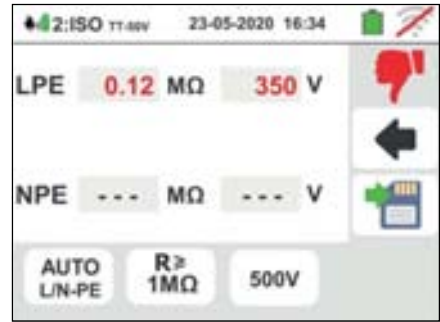 2:ISO TT-50V 23-05-2020 16:34
LPE 0.12 MΩ 350 V
NPE --- MΩ --- V
AUTO L/N-PE
R≥ 1MΩ
500V